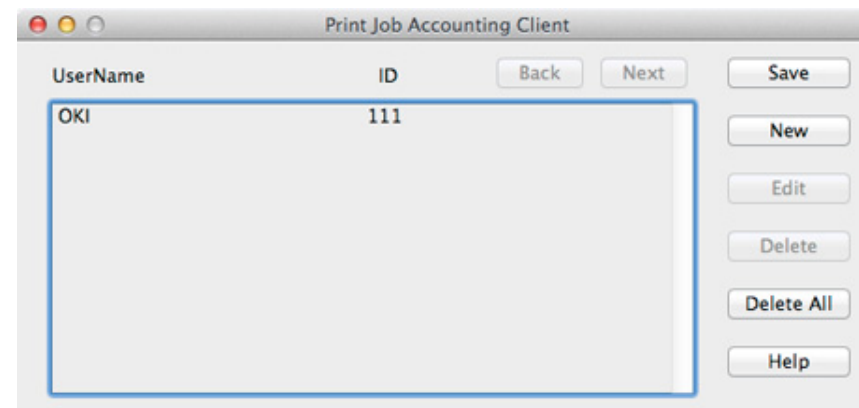 Print Job Accounting Client
UserName ID Back Next Save
OKI 111
New
Edit
Delete
Delete All
Help